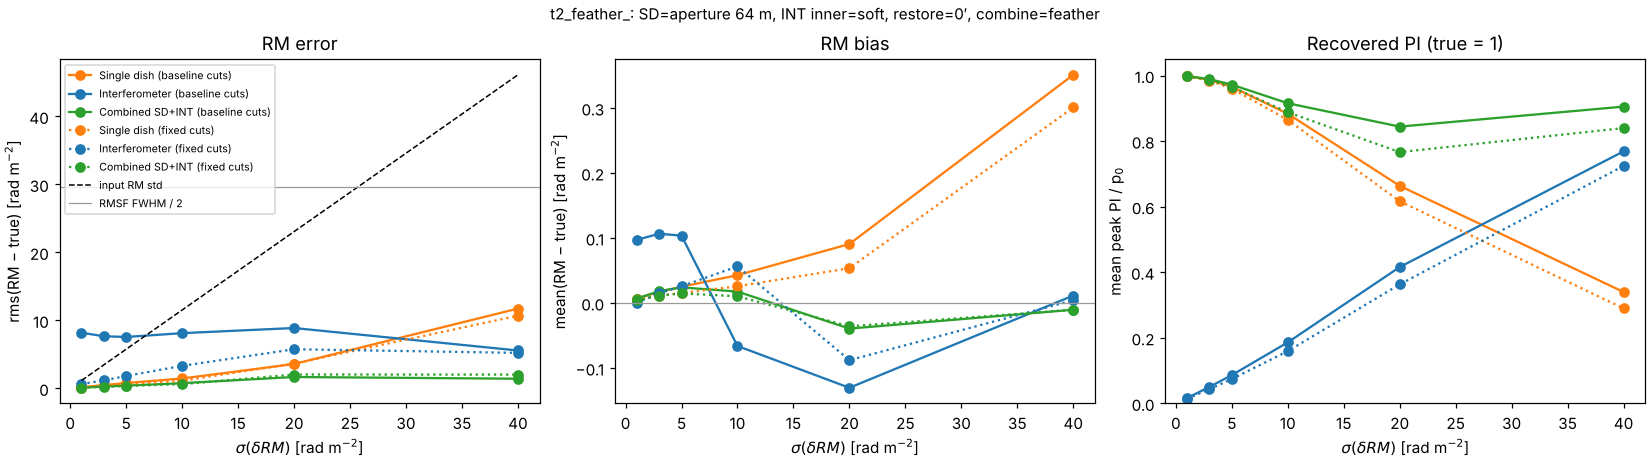 t2_feather_: SD=aperture 64 m, INT inner=soft, restore=0′, combine=feather
RM error
rms(RM − true) [rad m⁻²]
40
30
20
10
0
Single dish (baseline cuts)
Interferometer (baseline cuts)
Combined SD+INT (baseline cuts)
Single dish (fixed cuts)
Interferometer (fixed cuts)
Combined SD+INT (fixed cuts)
input RM std
RMSF FWHM / 2
0 5 10 15 20 25 30 35 40
σ(δRM) [rad m⁻²]
RM bias
mean(RM − true) [rad m⁻²]
0.3
0.2
0.1
0.0
−0.1
0 5 10 15 20 25 30 35 40
σ(δRM) [rad m⁻²]
Recovered PI (true = 1)
mean peak PI / p₀
1.0
0.8
0.6
0.4
0.2
0.0
0 5 10 15 20 25 30 35 40
σ(δRM) [rad m⁻²]